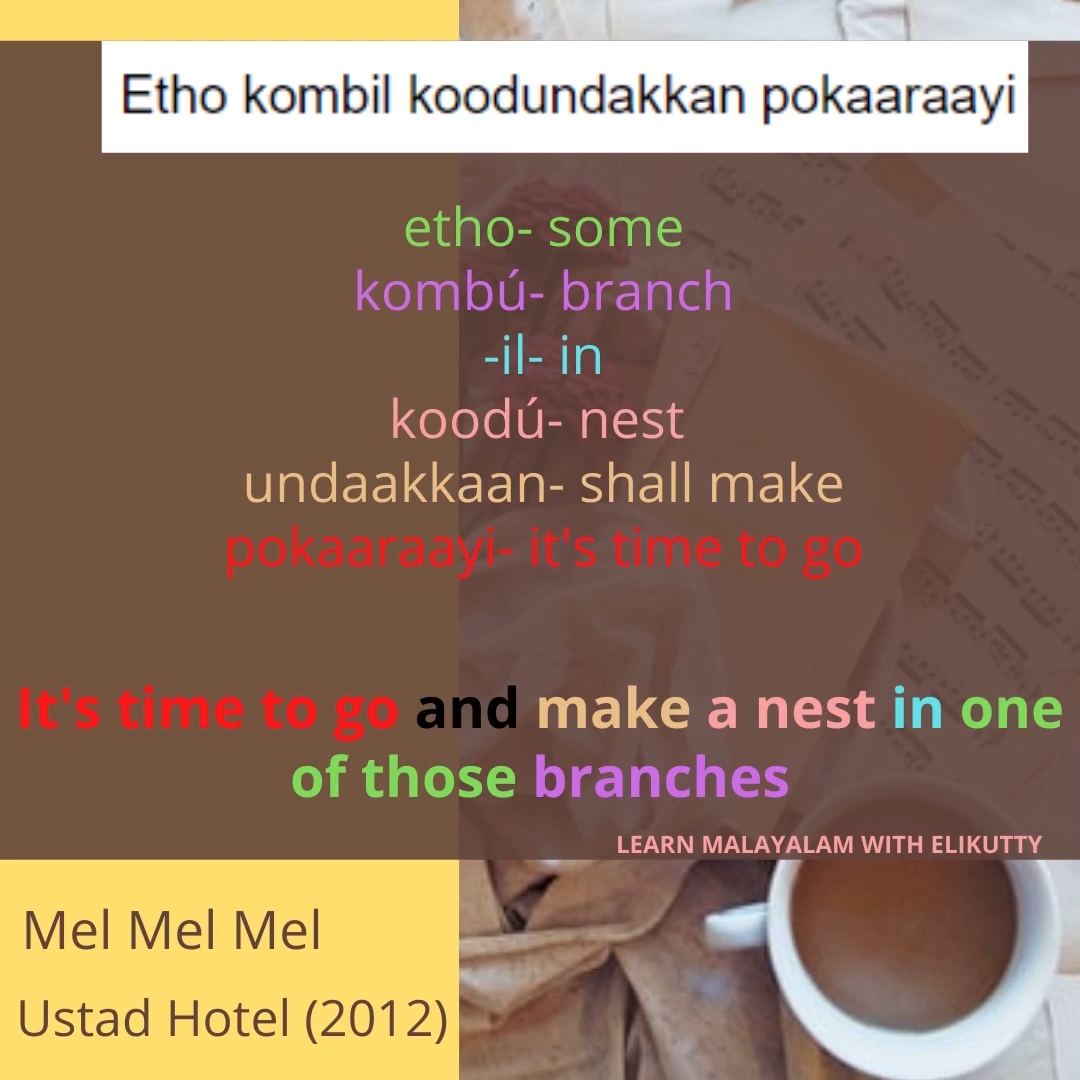 Etho kombil koodundakkan pokaaraayi
etho- some
kombú- branch
-il- in
koodú- nest
undaakkaan- shall make
pokaaraayi- it's time to go
It's time to go and make a nest in one
of those branches
LEARN MALAYALAM WITH ELIKUTTY
Mel Mel Mel
Ustad Hotel (2012)